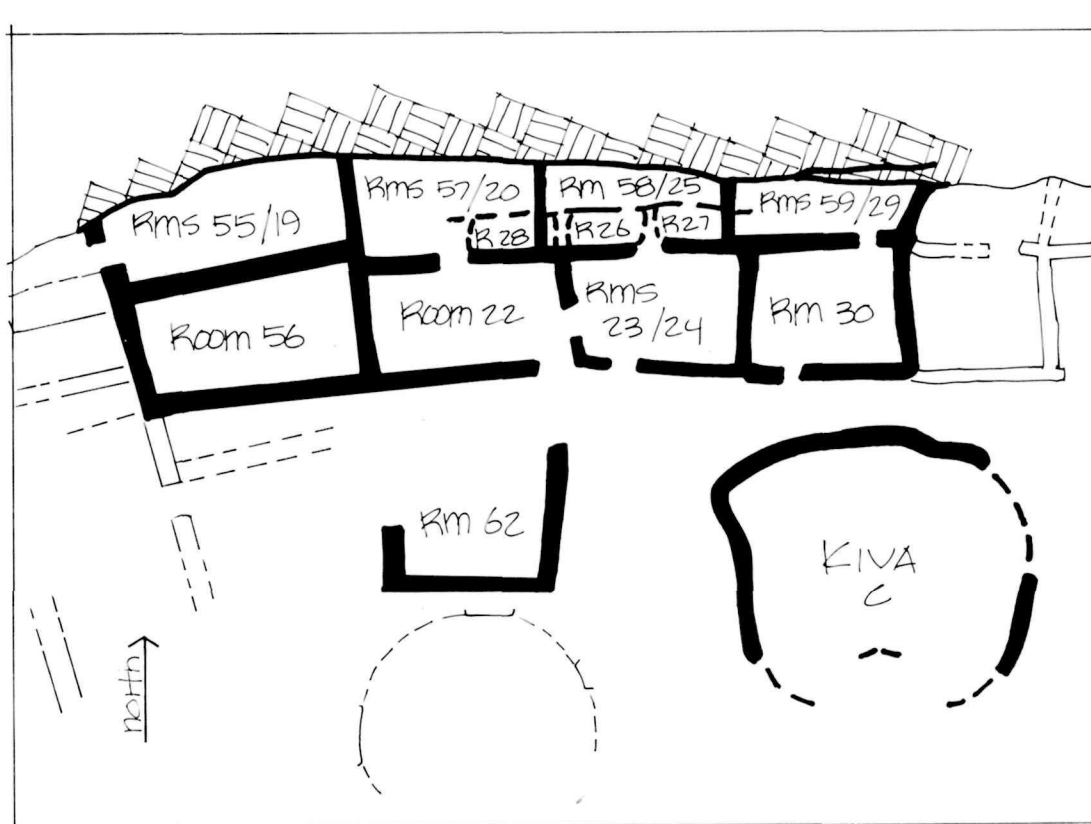 Rms 55/19
Rms 57/20
Rm 58/25
Rms 59/29
R28
R26
R27
Room 56
Room 22
Rms
23/24
Rm 30
Rm 62
KIVA
C
north